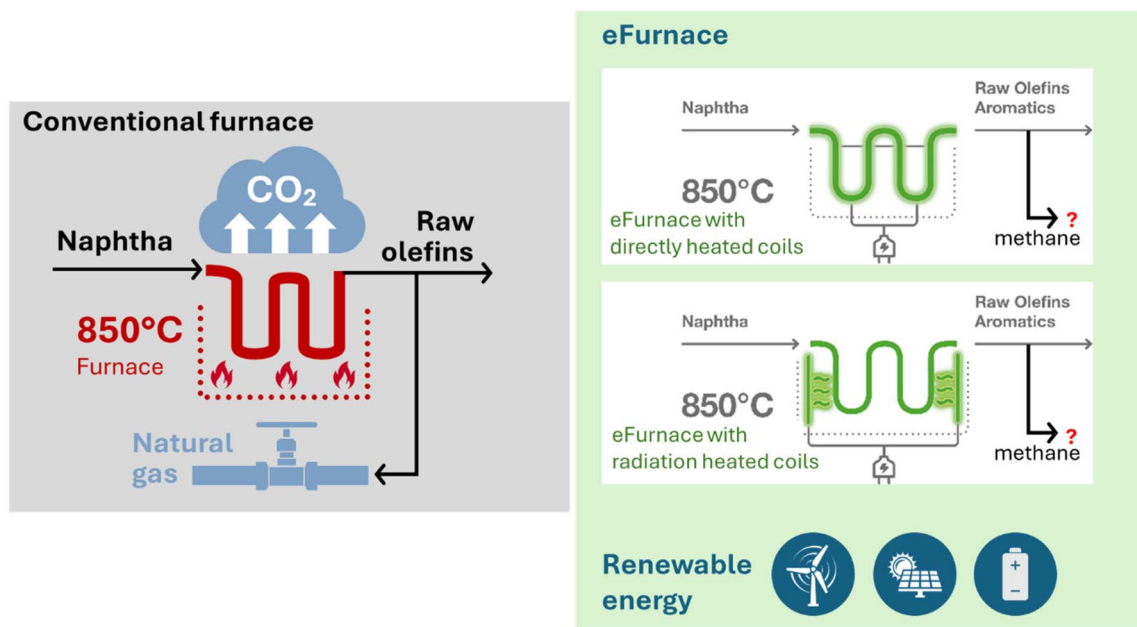 Conventional furnace
CO₂
Naphtha
Raw
olefins
850°C
Furnace
Natural
gas
eFurnace
Naphtha
Raw Olefins
Aromatics
850°C
eFurnace with
directly heated coils
?
methane
Naphtha
Raw Olefins
Aromatics
850°C
eFurnace with
radiation heated coils
?
methane
Renewable
energy
+
−